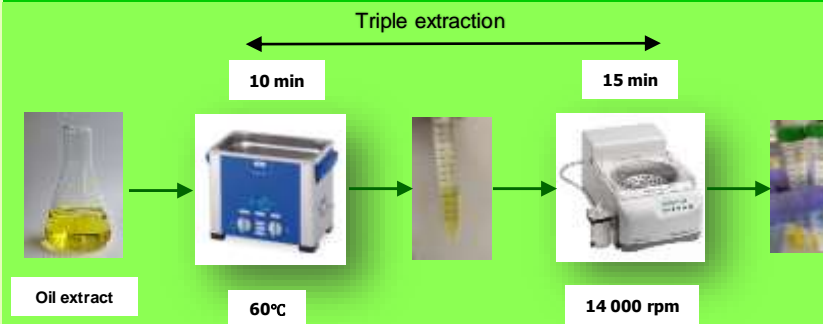 Triple extraction
10 min
15 min
Oil extract
60℃
14 000 rpm